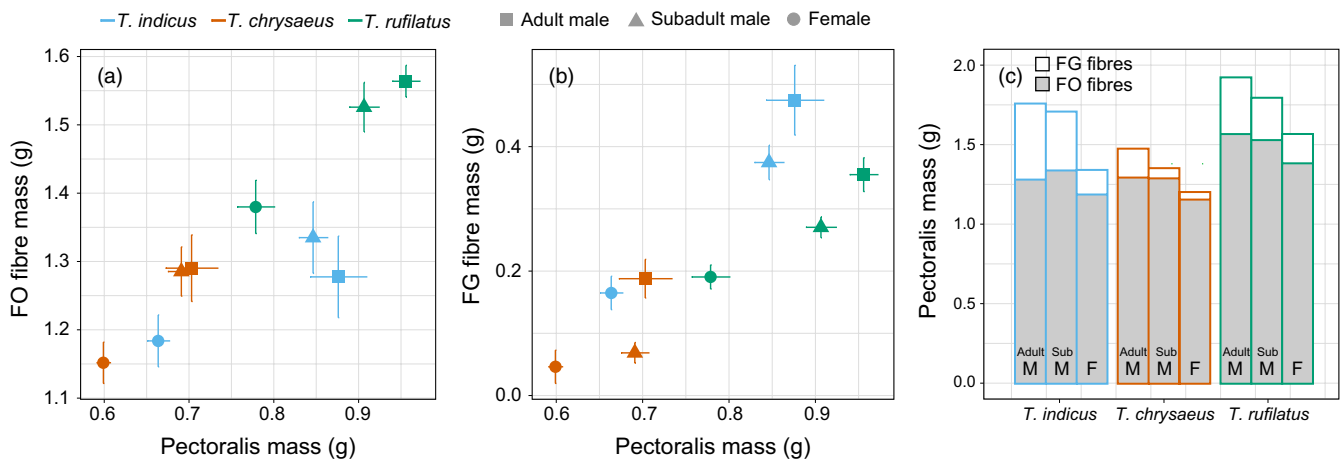 T. indicus T. chrysaeus T. rufilatus Adult male Subadult male Female
(a)
FO fibre mass (g)
1.6
1.5
1.4
1.3
1.2
1.1
0.6 0.7 0.8 0.9
Pectoralis mass (g)
(b)
FG fibre mass (g)
0.4
0.2
0.0
0.6 0.7 0.8 0.9
Pectoralis mass (g)
(c)
FG fibres
FO fibres
Pectoralis mass (g)
2.0
1.5
1.0
0.5
0.0
Adult Sub Adult Sub Adult Sub
M M F M M F M M F
T. indicus T. chrysaeus T. rufilatus